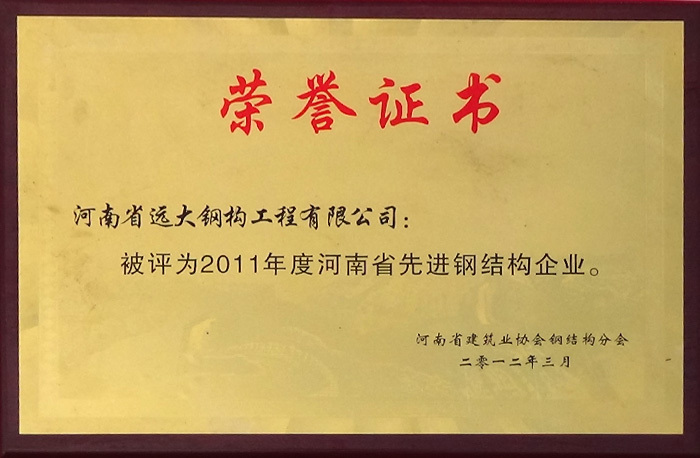 荣誉证书
河南省远大钢构工程有限公司：
被评为2011年度河南省先进钢结构企业。
河南省建筑业协会钢结构分会
二零一二年三月